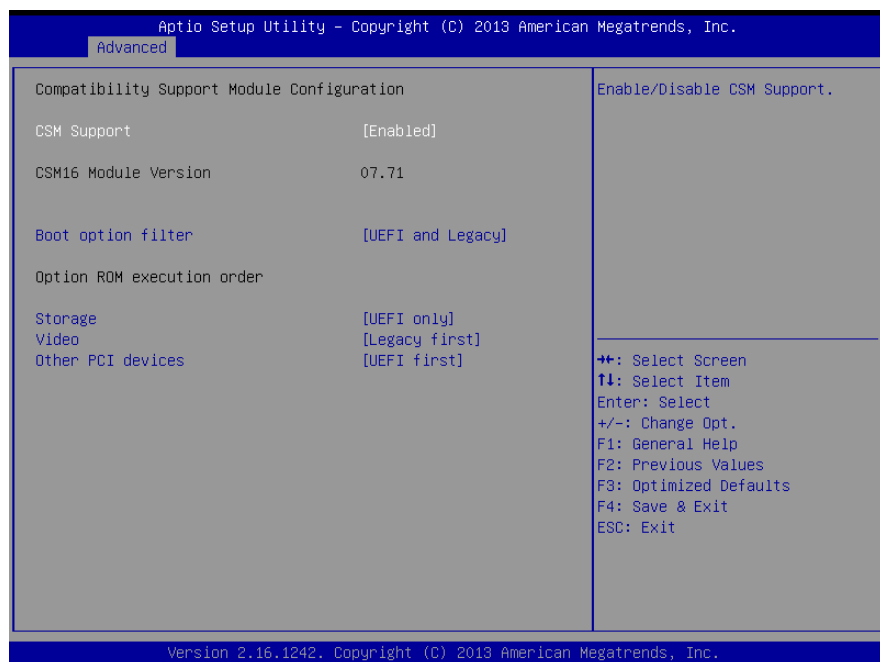 Aptio Setup Utility – Copyright (C) 2013 American Megatrends, Inc.
Advanced
Compatibility Support Module Configuration
CSM Support [Enabled]
CSM16 Module Version 07.71
Boot option filter [UEFI and Legacy]
Option ROM execution order
Storage [UEFI only]
Video [Legacy first]
Other PCI devices [UEFI first]
Enable/Disable CSM Support.
→←: Select Screen
↑↓: Select Item
Enter: Select
+/-: Change Opt.
F1: General Help
F2: Previous Values
F3: Optimized Defaults
F4: Save & Exit
ESC: Exit
Version 2.16.1242. Copyright (C) 2013 American Megatrends, Inc.